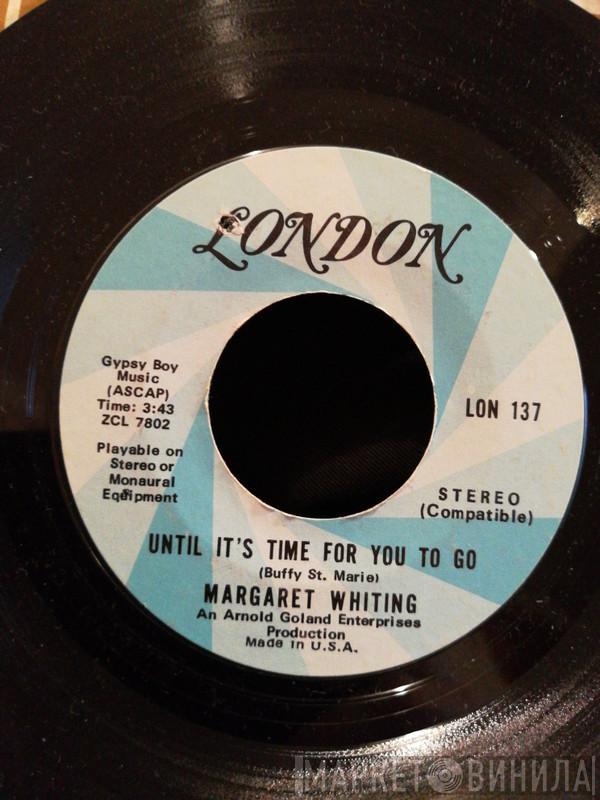 LONDON
Gypsy Boy
Music
(ASCAP)
Time: 3:43
ZCL 7802
Playable on
Stereo or
Monaural
Equipment
LON 137
STEREO
(Compatible)
UNTIL IT'S TIME FOR YOU TO GO
(Buffy St. Marie)
MARGARET WHITING
An Arnold Goland Enterprises
Production
Made in U.S.A.
МАРКЕТ ВИНИЛА